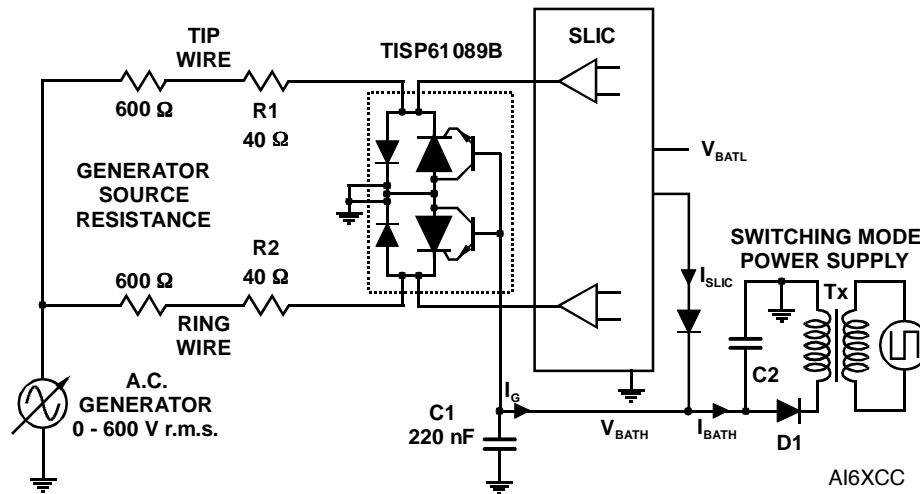 TIP
WIRE
600 Ω
R1
40 Ω
GENERATOR
SOURCE
RESISTANCE
R2
600 Ω
40 Ω
RING
WIRE
A.C.
GENERATOR
0 - 600 V r.m.s.
TISP61089B
SLIC
V_BATL
SWITCHING MODE
POWER SUPPLY
I_SLIC
Tx
C2
I_G
C1
220 nF
V_BATH
I_BATH
D1
AI6XCC